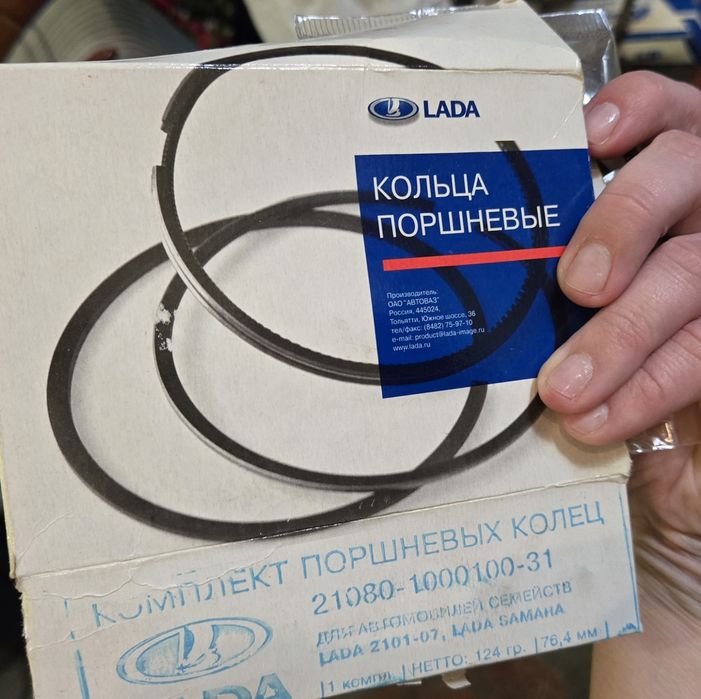 LADA
КОЛЬЦА
ПОРШНЕВЫЕ
Производитель:
ОАО "АВТОВАЗ"
Россия, 445024,
Тольятти, Южное шоссе, 36
тел/факс: (8482) 75-97-10
e-mail: product@lada-image.ru
www.lada.ru
КОМПЛЕКТ ПОРШНЕВЫХ КОЛЕЦ
21080-1000100-31
ДЛЯ АВТОМОБИЛЕЙ СЕМЕЙСТВ
LADA 2101-07, LADA SAMARA
1 компл. НЕТТО: 124 гр. 76,4 мм
LADA